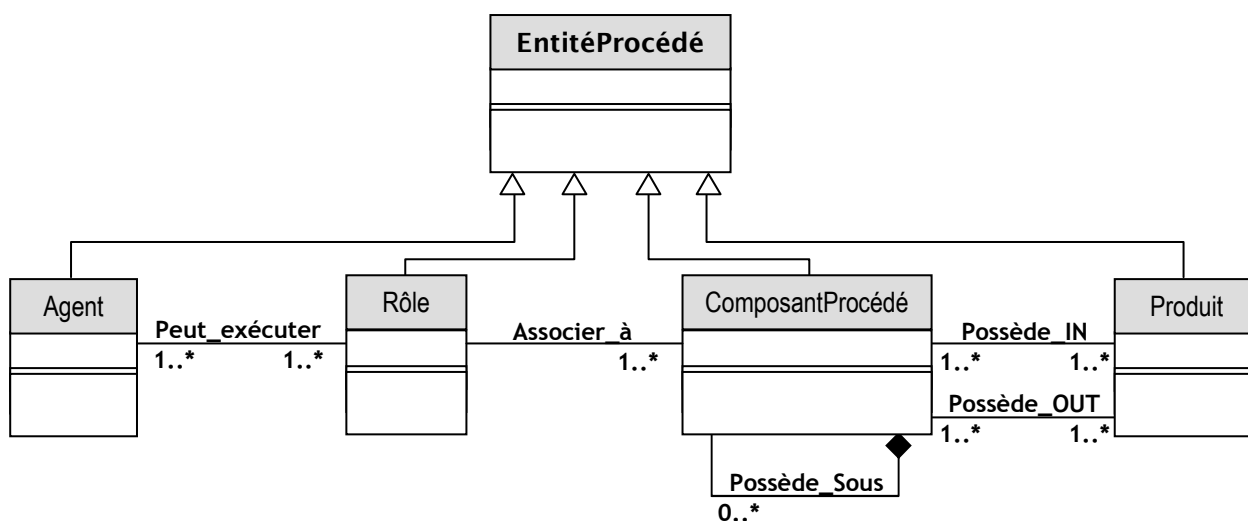 EntitéProcédé
Agent
Rôle
ComposantProcédé
Produit
Peut_exécuter
1..*
1..*
Associer_à
1..*
Possède_IN
1..*
1..*
Possède_OUT
1..*
1..*
Possède_Sous
0..*